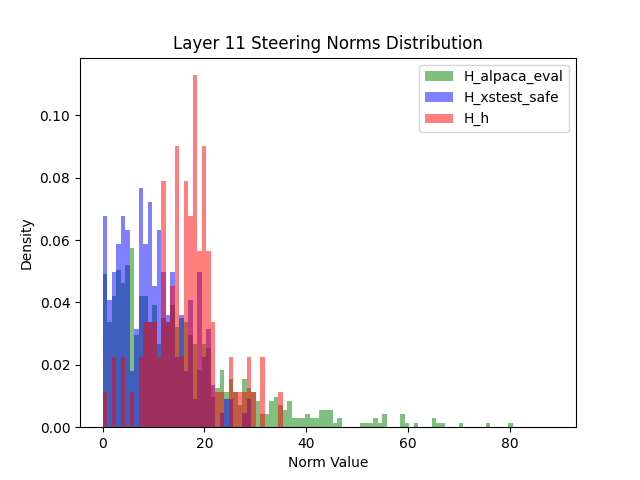 Layer 11 Steering Norms Distribution
H_alpaca_eval
H_xstest_safe
H_h
0.10
0.08
0.06
0.04
0.02
0.00
Density
0 20 40 60 80
Norm Value